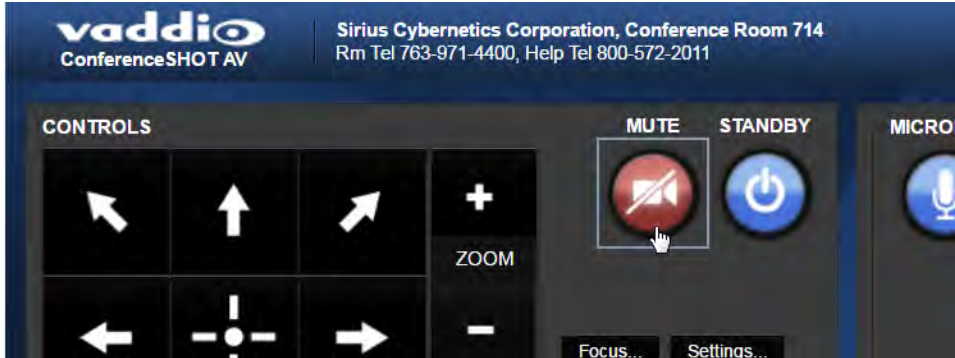 vaddio
ConferenceSHOT AV
Sirius Cybernetics Corporation, Conference Room 714
Rm Tel 763-971-4400, Help Tel 800-572-2011
CONTROLS
MUTE
STANDBY
MICRO
+
ZOOM
-
Focus...
Settings...